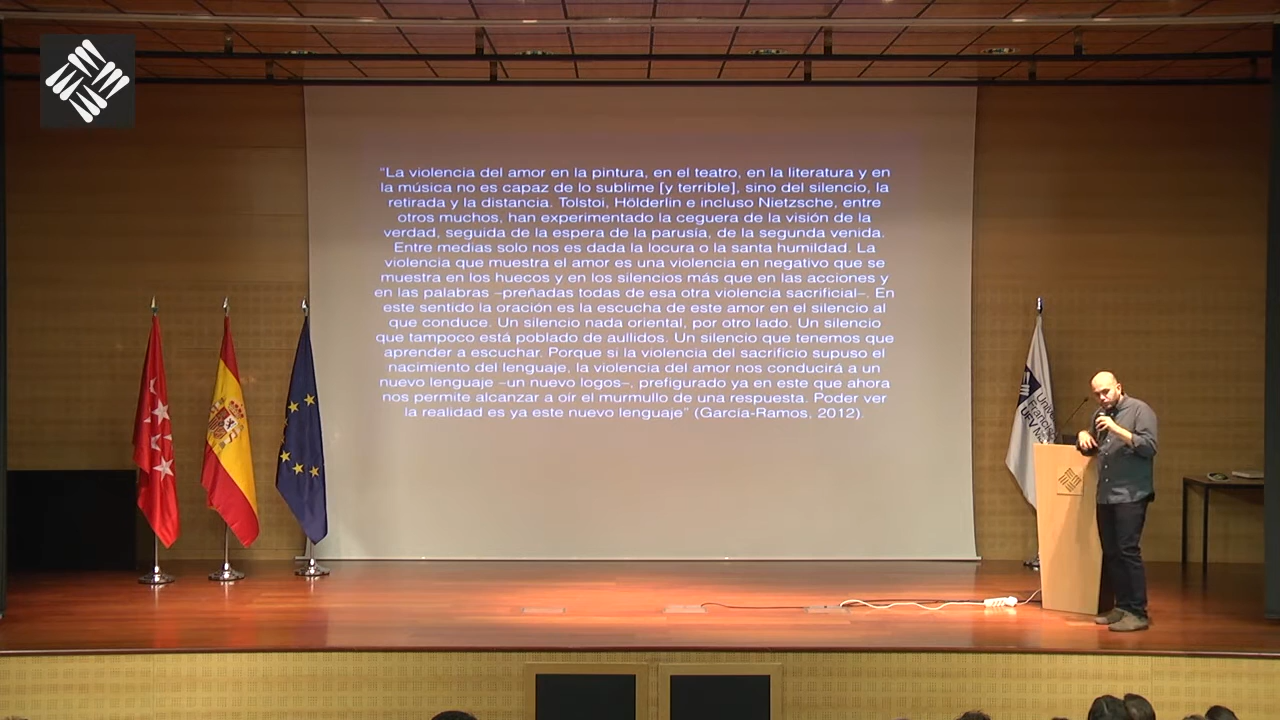 "La violencia del amor en la pintura, en el teatro, en la literatura y en
la música no es capaz de lo sublime [y terrible], sino del silencio, la
retirada y la distancia. Tolstoi, Hölderlin e incluso Nietzsche, entre
otros muchos, han experimentado la ceguera de la visión de la
verdad, seguida de la espera de la parusía, de la segunda venida.
Entre medias solo nos es dada la locura o la santa humildad. La
violencia que muestra el amor es una violencia en negativo que se
muestra en los huecos y en los silencios más que en las acciones y
en las palabras –preñadas todas de esa otra violencia sacrificial–. En
este sentido la oración es la escucha de este amor en el silencio al
que conduce. Un silencio nada oriental, por otro lado. Un silencio
que tampoco está poblado de aullidos. Un silencio que tenemos que
aprender a escuchar. Porque si la violencia del sacrificio supuso el
nacimiento del lenguaje, la violencia del amor nos conducirá a un
nuevo lenguaje –un nuevo logos–, prefigurado ya en este que ahora
nos permite alcanzar a oír el murmullo de una respuesta. Poder ver
la realidad es ya este nuevo lenguaje" (García-Ramos, 2012).
UFV